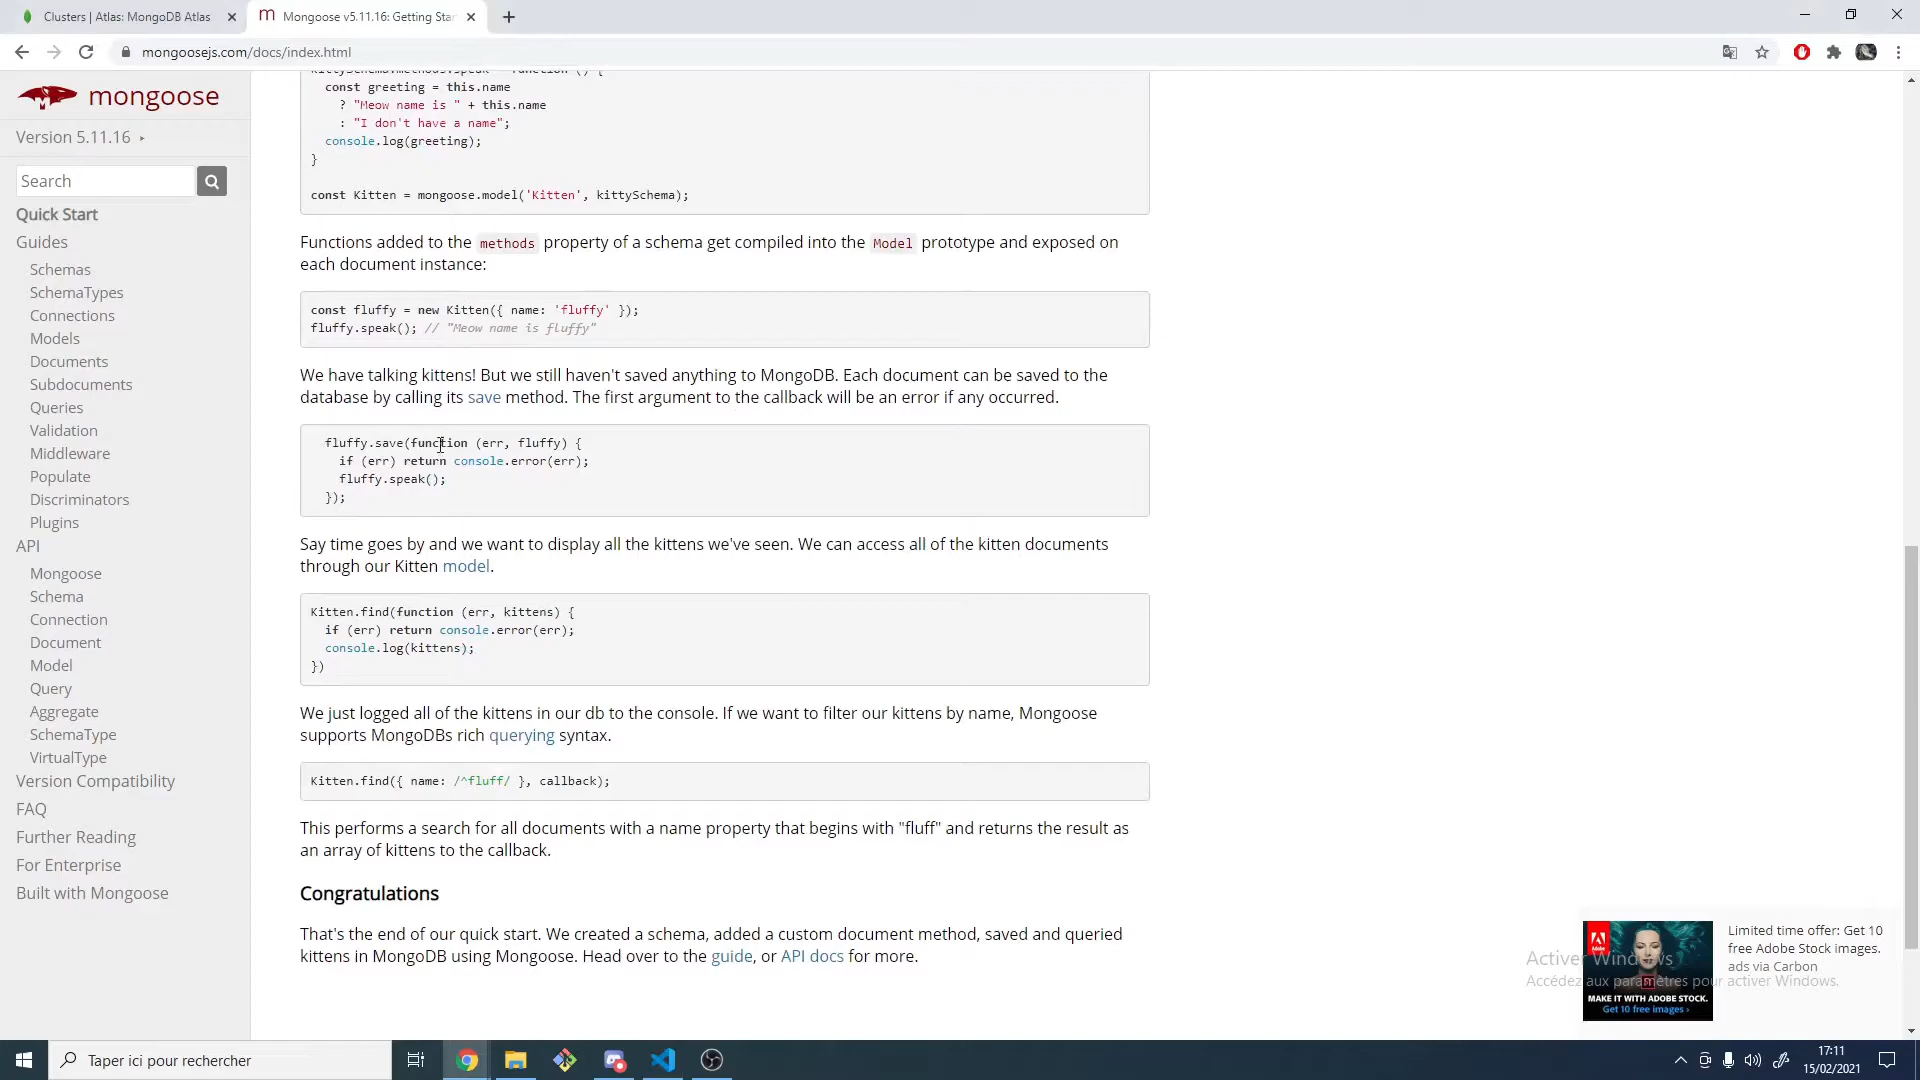 Clusters | Atlas: MongoDB Atlas
Mongoose v5.11.16: Getting Star
mongoosejs.com/docs/index.html
mongoose
Version 5.11.16
Search
Quick Start
Guides
Schemas
SchemaTypes
Connections
Models
Documents
Subdocuments
Queries
Validation
Middleware
Populate
Discriminators
Plugins
API
Mongoose
Schema
Connection
Document
Model
Query
Aggregate
SchemaType
VirtualType
Version Compatibility
FAQ
Further Reading
For Enterprise
Built with Mongoose
kittySchema.methods.speak = function () {
const greeting = this.name
? "Meow name is " + this.name
: "I don't have a name";
console.log(greeting);
}
const Kitten = mongoose.model('Kitten', kittySchema);
Functions added to the methods property of a schema get compiled into the Model prototype and exposed on
each document instance:
const fluffy = new Kitten({ name: 'fluffy' });
fluffy.speak(); // "Meow name is fluffy"
We have talking kittens! But we still haven't saved anything to MongoDB. Each document can be saved to the
database by calling its save method. The first argument to the callback will be an error if any occurred.
fluffy.save(function (err, fluffy) {
if (err) return console.error(err);
fluffy.speak();
});
Say time goes by and we want to display all the kittens we've seen. We can access all of the kitten documents
through our Kitten model.
Kitten.find(function (err, kittens) {
if (err) return console.error(err);
console.log(kittens);
})
We just logged all of the kittens in our db to the console. If we want to filter our kittens by name, Mongoose
supports MongoDBs rich querying syntax.
Kitten.find({ name: /^fluff/ }, callback);
This performs a search for all documents with a name property that begins with "fluff" and returns the result as
an array of kittens to the callback.
Congratulations
That's the end of our quick start. We created a schema, added a custom document method, saved and queried
kittens in MongoDB using Mongoose. Head over to the guide, or API docs for more.
Limited time offer: Get 10
free Adobe Stock images.
ads via Carbon
Adobe
MAKE IT WITH ADOBE STOCK.
Get 10 free images ›
Activer Windows
Accédez aux paramètres pour activer Windows.
Taper ici pour rechercher
17:11
15/02/2021